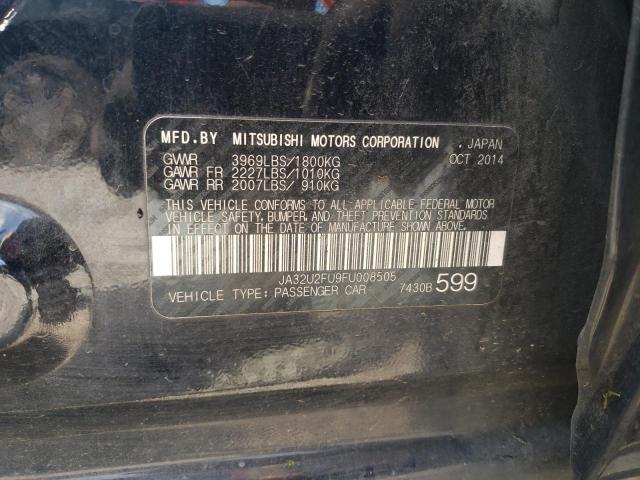 MFD.BY MITSUBISHI MOTORS CORPORATION . JAPAN
GWWR 3969LBS/1800KG OCT 2014
GAWR FR 2227LBS/1010KG
GAWR RR 2007LBS/ 910KG
THIS VEHICLE CONFORMS TO ALL APPLICABLE FEDERAL MOTOR
VEHICLE SAFETY, BUMPER, AND THEFT PREVENTION STANDARDS
IN EFFECT ON THE DATE OF MANUFACTURE SHOWN ABOVE.
JA32U2FU9FU008505
VEHICLE TYPE: PASSENGER CAR 7430B 599